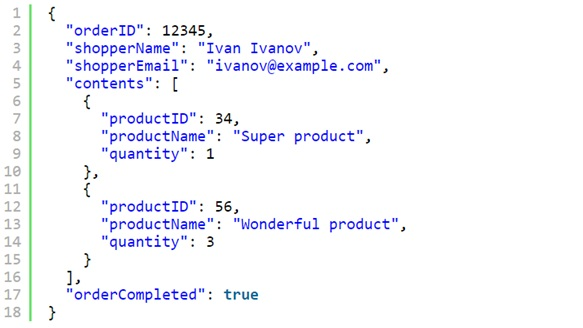 1 {
2   "orderID": 12345,
3   "shopperName": "Ivan Ivanov",
4   "shopperEmail": "ivanov@example.com",
5   "contents": [
6     {
7       "productID": 34,
8       "productName": "Super product",
9       "quantity": 1
10     },
11     {
12       "productID": 56,
13       "productName": "Wonderful product",
14       "quantity": 3
15     }
16   ],
17   "orderCompleted": true
18 }